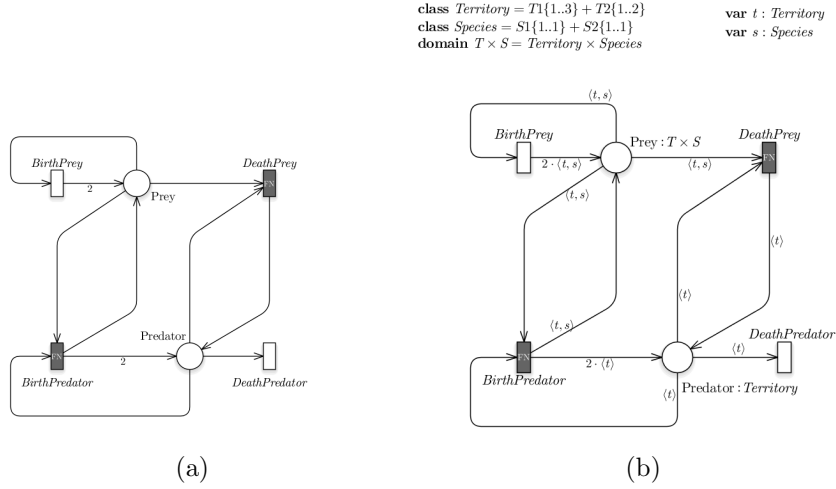 class Territory = T1{1..3} + T2{1..2}
class Species = S1{1..1} + S2{1..1}
domain T × S = Territory × Species
var t : Territory
var s : Species
BirthPrey
2
Prey
DeathPrey
FN
Predator
FN
2
BirthPredator
DeathPredator
(a)
⟨t, s⟩
BirthPrey
2 · ⟨t, s⟩
Prey : T × S
⟨t, s⟩
DeathPrey
FN
⟨t, s⟩
⟨t⟩
⟨t⟩
⟨t, s⟩
FN
2 · ⟨t⟩
BirthPredator
⟨t⟩
DeathPredator
Predator : Territory
⟨t⟩
(b)